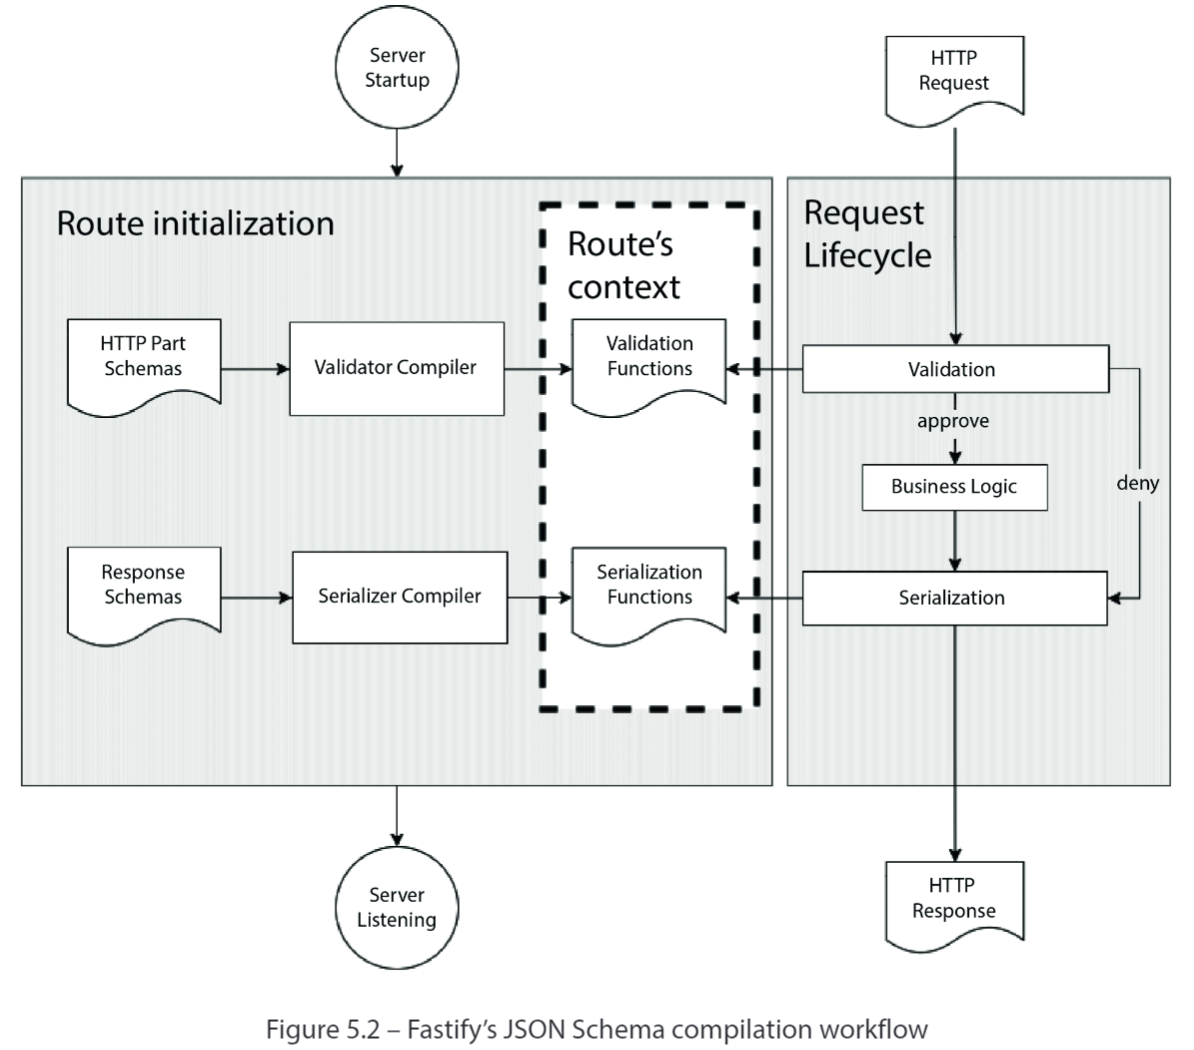 Server
Startup
HTTP
Request
Route initialization
Route’s
context
Request
Lifecycle
HTTP Part
Schemas
Validator Compiler
Validation
Functions
Validation
approve
Business Logic
deny
Response
Schemas
Serializer Compiler
Serialization
Functions
Serialization
Server
Listening
HTTP
Response
Figure 5.2 – Fastify’s JSON Schema compilation workflow